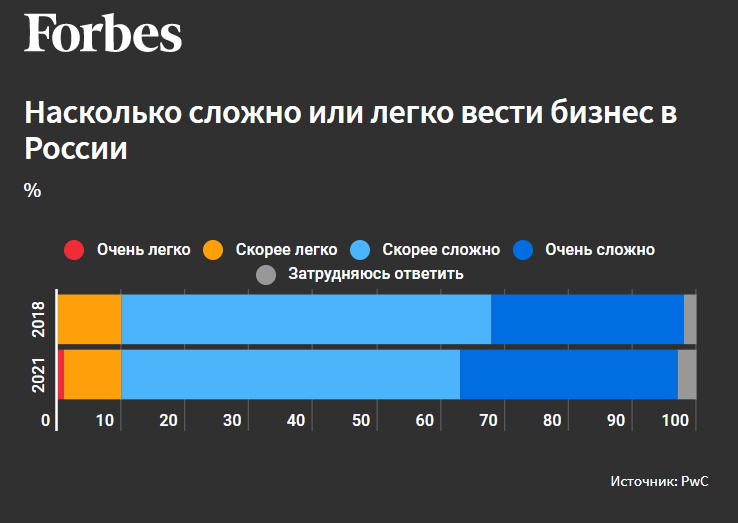 Forbes
Насколько сложно или легко вести бизнес в
России
%
Очень легко Скорее легко Скорее сложно Очень сложно
Затрудняюсь ответить
2018
2021
0 10 20 30 40 50 60 70 80 90 100
Источник: PwC